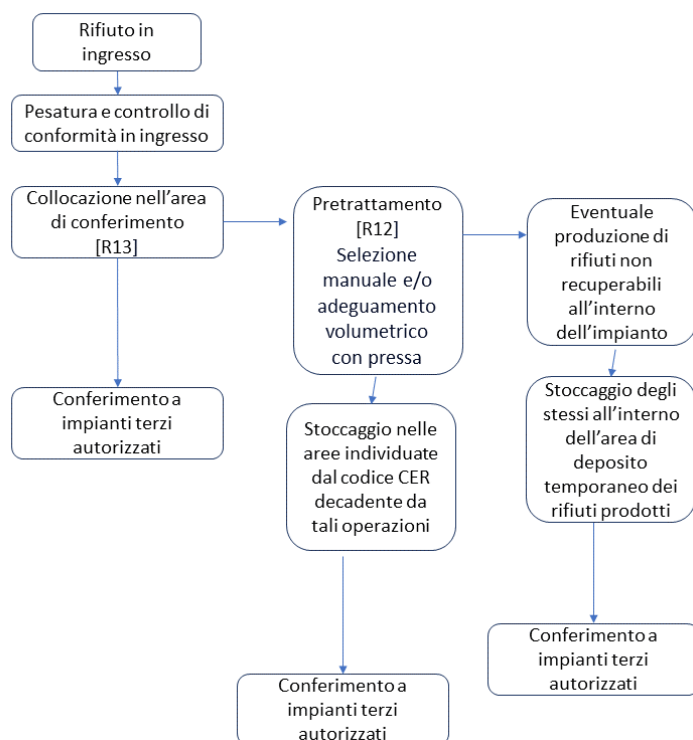 Rifiuto in
ingresso
Pesatura e controllo di
conformità in ingresso
Collocazione nell'area
di conferimento
[R13]
Conferimento a
impianti terzi
autorizzati
Pretrattamento
[R12]
Selezione
manuale e/o
adeguamento
volumetrico
con pressa
Stoccaggio nelle
aree individuate
dal codice CER
decadente da
tali operazioni
Conferimento a
impianti terzi
autorizzati
Eventuale
produzione di
rifiuti non
recuperabili
all'interno
dell'impianto
Stoccaggio degli
stessi all'interno
dell'area di
deposito
temporaneo dei
rifiuti prodotti
Conferimento a
impianti terzi
autorizzati